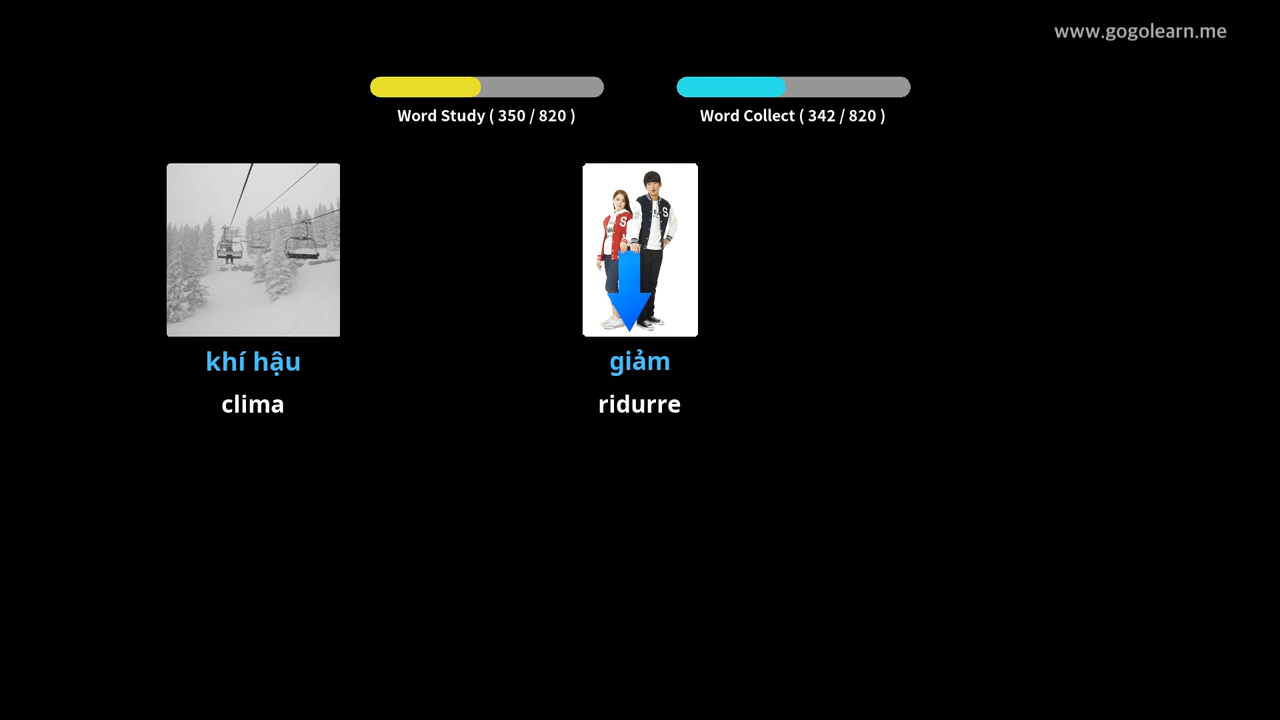 www.gogolearn.me
Word Study ( 350 / 820 )
Word Collect ( 342 / 820 )
khí hậu
clima
giảm
ridurre